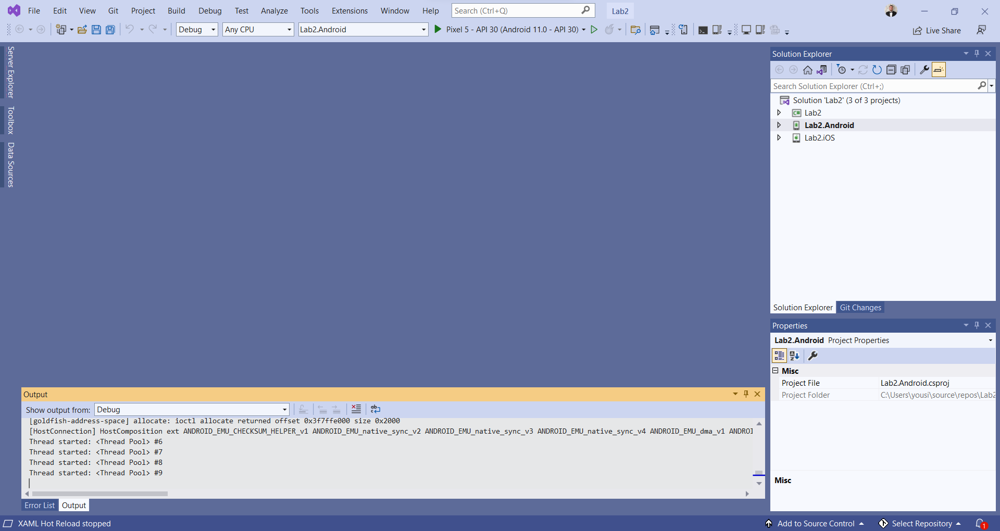 File Edit View Git Project Build Debug Test Analyze Tools Extensions Window Help Search (Ctrl+Q) Lab2
Debug Any CPU Lab2.Android Pixel 5 - API 30 (Android 11.0 - API 30) Live Share
Server Explorer
Toolbox
Data Sources
Solution Explorer
Search Solution Explorer (Ctrl+;)
Solution 'Lab2' (3 of 3 projects)
Lab2
Lab2.Android
Lab2.iOS
Solution Explorer Git Changes
Properties
Lab2.Android Project Properties
Misc
Project File Lab2.Android.csproj
Project Folder C:\Users\yousi\source\repos\Lab2
Misc
Output
Show output from: Debug
[goldfish-address-space] allocate: ioctl allocate returned offset 0x3f7ffe000 size 0x2000
[HostConnection] HostComposition ext ANDROID_EMU_CHECKSUM_HELPER_v1 ANDROID_EMU_native_sync_v2 ANDROID_EMU_native_sync_v3 ANDROID_EMU_native_sync_v4 ANDROID_EMU_dma_v1 ANDROI
Thread started: <Thread Pool> #6
Thread started: <Thread Pool> #7
Thread started: <Thread Pool> #8
Thread started: <Thread Pool> #9
Error List Output
XAML Hot Reload stopped Add to Source Control Select Repository 1